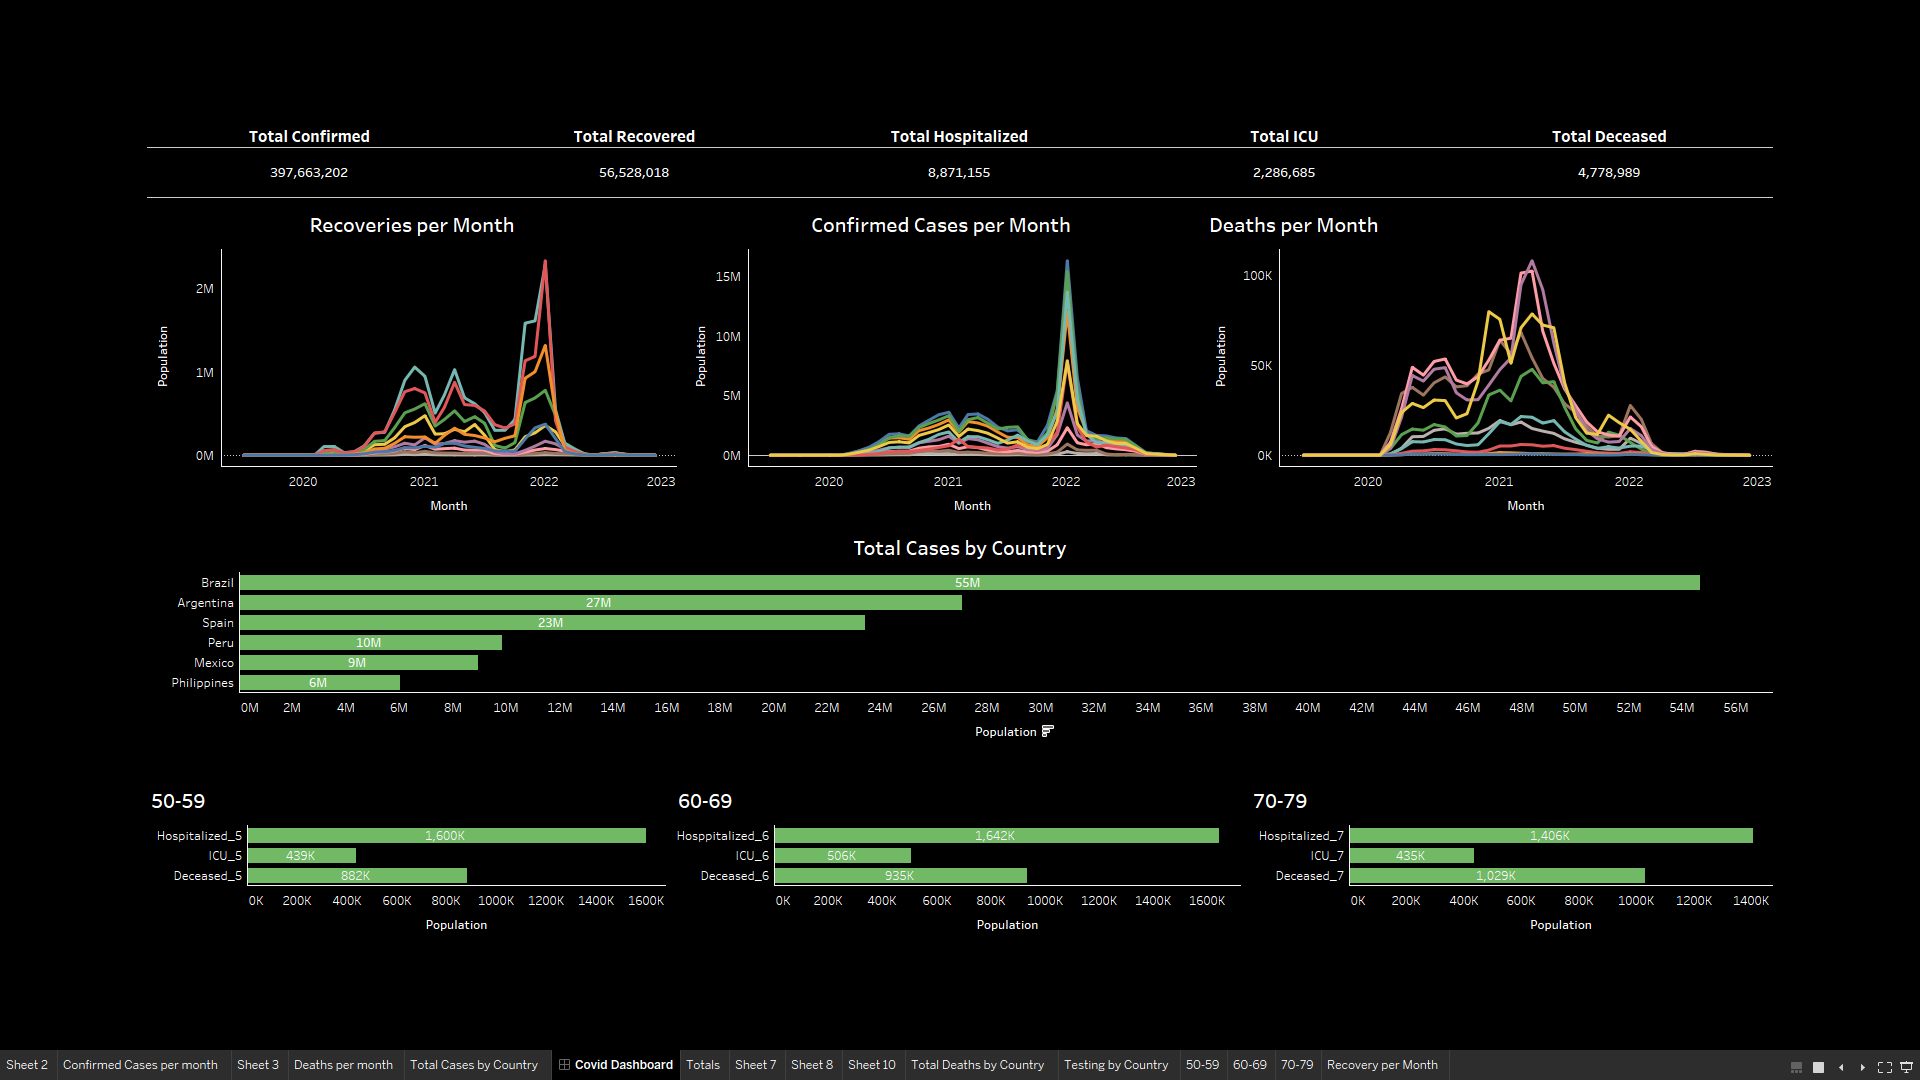 Total Confirmed Total Recovered Total Hospitalized Total ICU Total Deceased
397,663,202 56,528,018 8,871,155 2,286,685 4,778,989
Recoveries per Month
Population
2M
1M
0M
2020 2021 2022 2023
Month
Confirmed Cases per Month
Population
15M
10M
5M
0M
2020 2021 2022 2023
Month
Deaths per Month
Population
100K
50K
0K
2020 2021 2022 2023
Month
Total Cases by Country
Brazil 55M
Argentina 27M
Spain 23M
Peru 10M
Mexico 9M
Philippines 6M
0M 2M 4M 6M 8M 10M 12M 14M 16M 18M 20M 22M 24M 26M 28M 30M 32M 34M 36M 38M 40M 42M 44M 46M 48M 50M 52M 54M 56M
Population
50-59
Hospitalized_5 1,600K
ICU_5 439K
Deceased_5 882K
0K 200K 400K 600K 800K 1000K 1200K 1400K 1600K
Population
60-69
Hosppitalized_6 1,642K
ICU_6 506K
Deceased_6 935K
0K 200K 400K 600K 800K 1000K 1200K 1400K 1600K
Population
70-79
Hospitalized_7 1,406K
ICU_7 435K
Deceased_7 1,029K
0K 200K 400K 600K 800K 1000K 1200K 1400K
Population
Sheet 2 Confirmed Cases per month Sheet 3 Deaths per month Total Cases by Country Covid Dashboard Totals Sheet 7 Sheet 8 Sheet 10 Total Deaths by Country Testing by Country 50-59 60-69 70-79 Recovery per Month